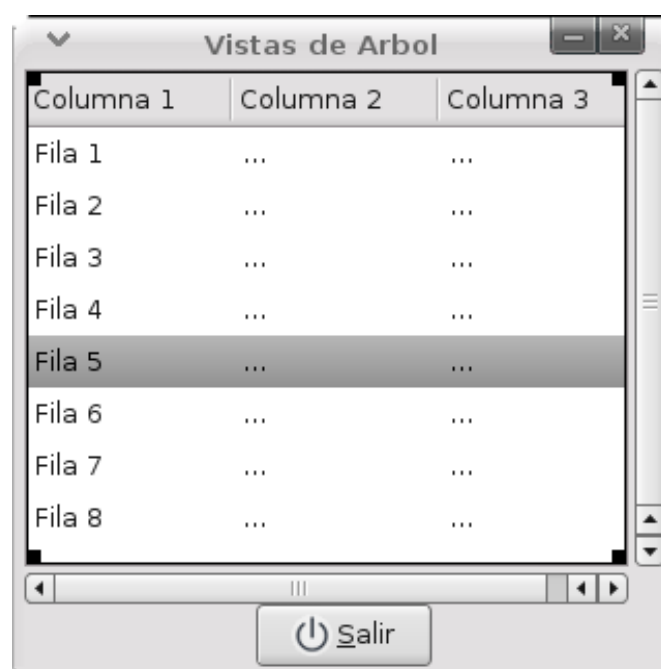 Vistas de Arbol
Columna 1 Columna 2 Columna 3
Fila 1 ... ...
Fila 2 ... ...
Fila 3 ... ...
Fila 4 ... ...
Fila 5 ... ...
Fila 6 ... ...
Fila 7 ... ...
Fila 8 ... ...
Salir